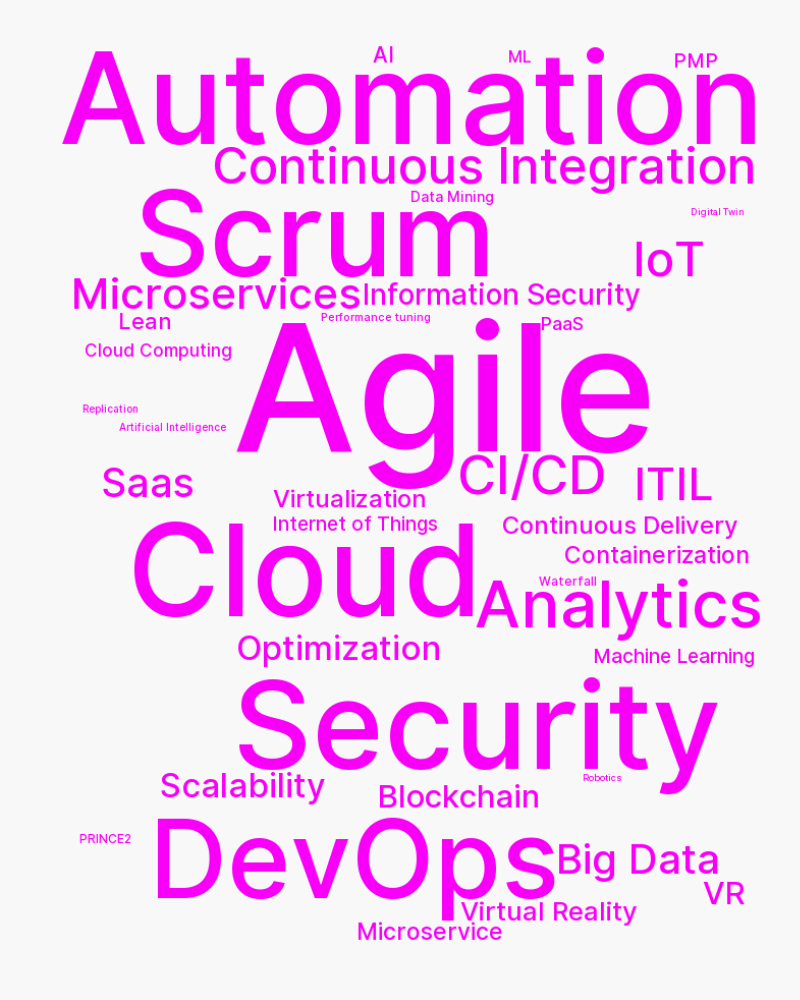 AI
ML
PMP
Automation
Continuous Integration
Data Mining
Digital Twin
Scrum
IoT
Microservices
Information Security
Lean
Performance tuning
PaaS
Cloud Computing
Agile
Replication
Artificial Intelligence
CI/CD
ITIL
Saas
Virtualization
Internet of Things
Continuous Delivery
Containerization
Cloud
Waterfall
Analytics
Optimization
Machine Learning
Security
Robotics
Scalability
Blockchain
PRINCE2
DevOps
Big Data
VR
Virtual Reality
Microservice